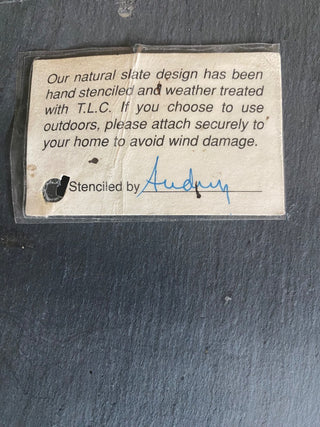 Our natural slate design has been
hand stenciled and weather treated
with T.L.C. If you choose to use
outdoors, please attach securely to
your home to avoid wind damage.
Stenciled by Audrey